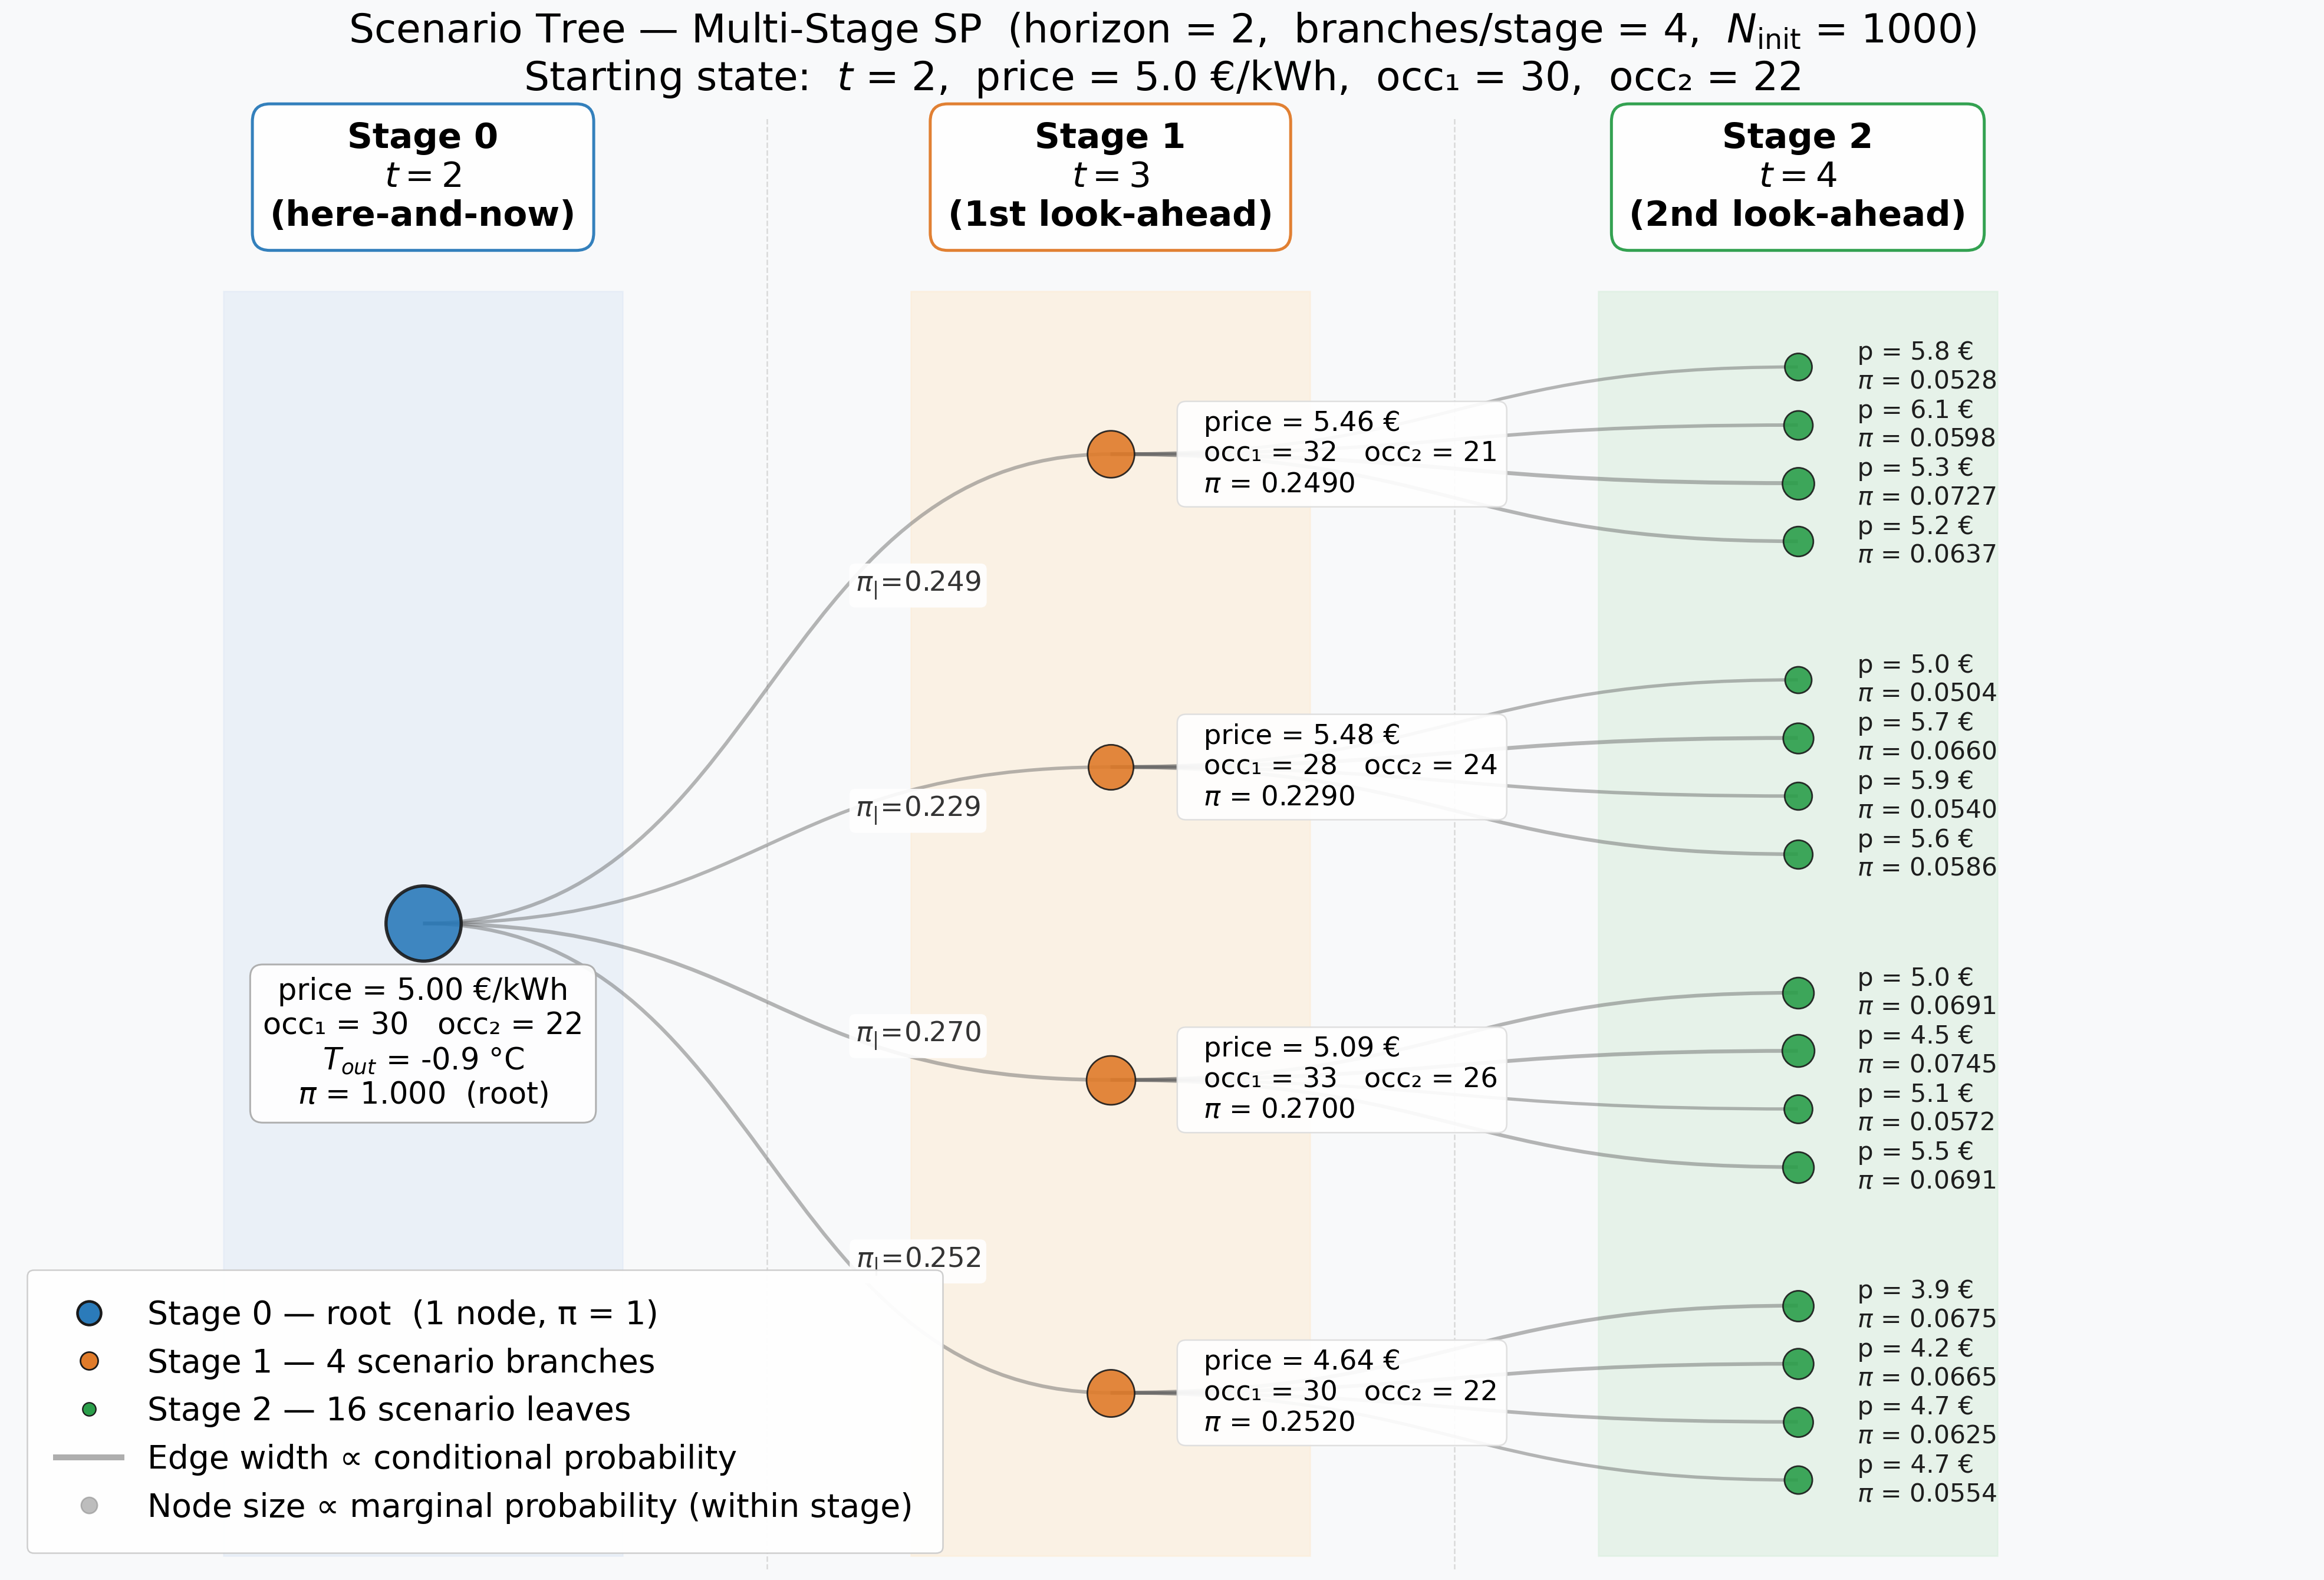 Scenario Tree — Multi-Stage SP (horizon = 2, branches/stage = 4, N_init = 1000)
Starting state: t = 2, price = 5.0 €/kWh, occ₁ = 30, occ₂ = 22
Stage 0
t = 2
(here-and-now)
Stage 1
t = 3
(1st look-ahead)
Stage 2
t = 4
(2nd look-ahead)
price = 5.00 €/kWh
occ₁ = 30 occ₂ = 22
T_out = -0.9 °C
π = 1.000 (root)
π|=0.249
π|=0.229
π|=0.270
π|=0.252
price = 5.46 €
occ₁ = 32 occ₂ = 21
π = 0.2490
price = 5.48 €
occ₁ = 28 occ₂ = 24
π = 0.2290
price = 5.09 €
occ₁ = 33 occ₂ = 26
π = 0.2700
price = 4.64 €
occ₁ = 30 occ₂ = 22
π = 0.2520
p = 5.8 €
π = 0.0528
p = 6.1 €
π = 0.0598
p = 5.3 €
π = 0.0727
p = 5.2 €
π = 0.0637
p = 5.0 €
π = 0.0504
p = 5.7 €
π = 0.0660
p = 5.9 €
π = 0.0540
p = 5.6 €
π = 0.0586
p = 5.0 €
π = 0.0691
p = 4.5 €
π = 0.0745
p = 5.1 €
π = 0.0572
p = 5.5 €
π = 0.0691
p = 3.9 €
π = 0.0675
p = 4.2 €
π = 0.0665
p = 4.7 €
π = 0.0625
p = 4.7 €
π = 0.0554
Stage 0 — root (1 node, π = 1)
Stage 1 — 4 scenario branches
Stage 2 — 16 scenario leaves
Edge width ∝ conditional probability
Node size ∝ marginal probability (within stage)